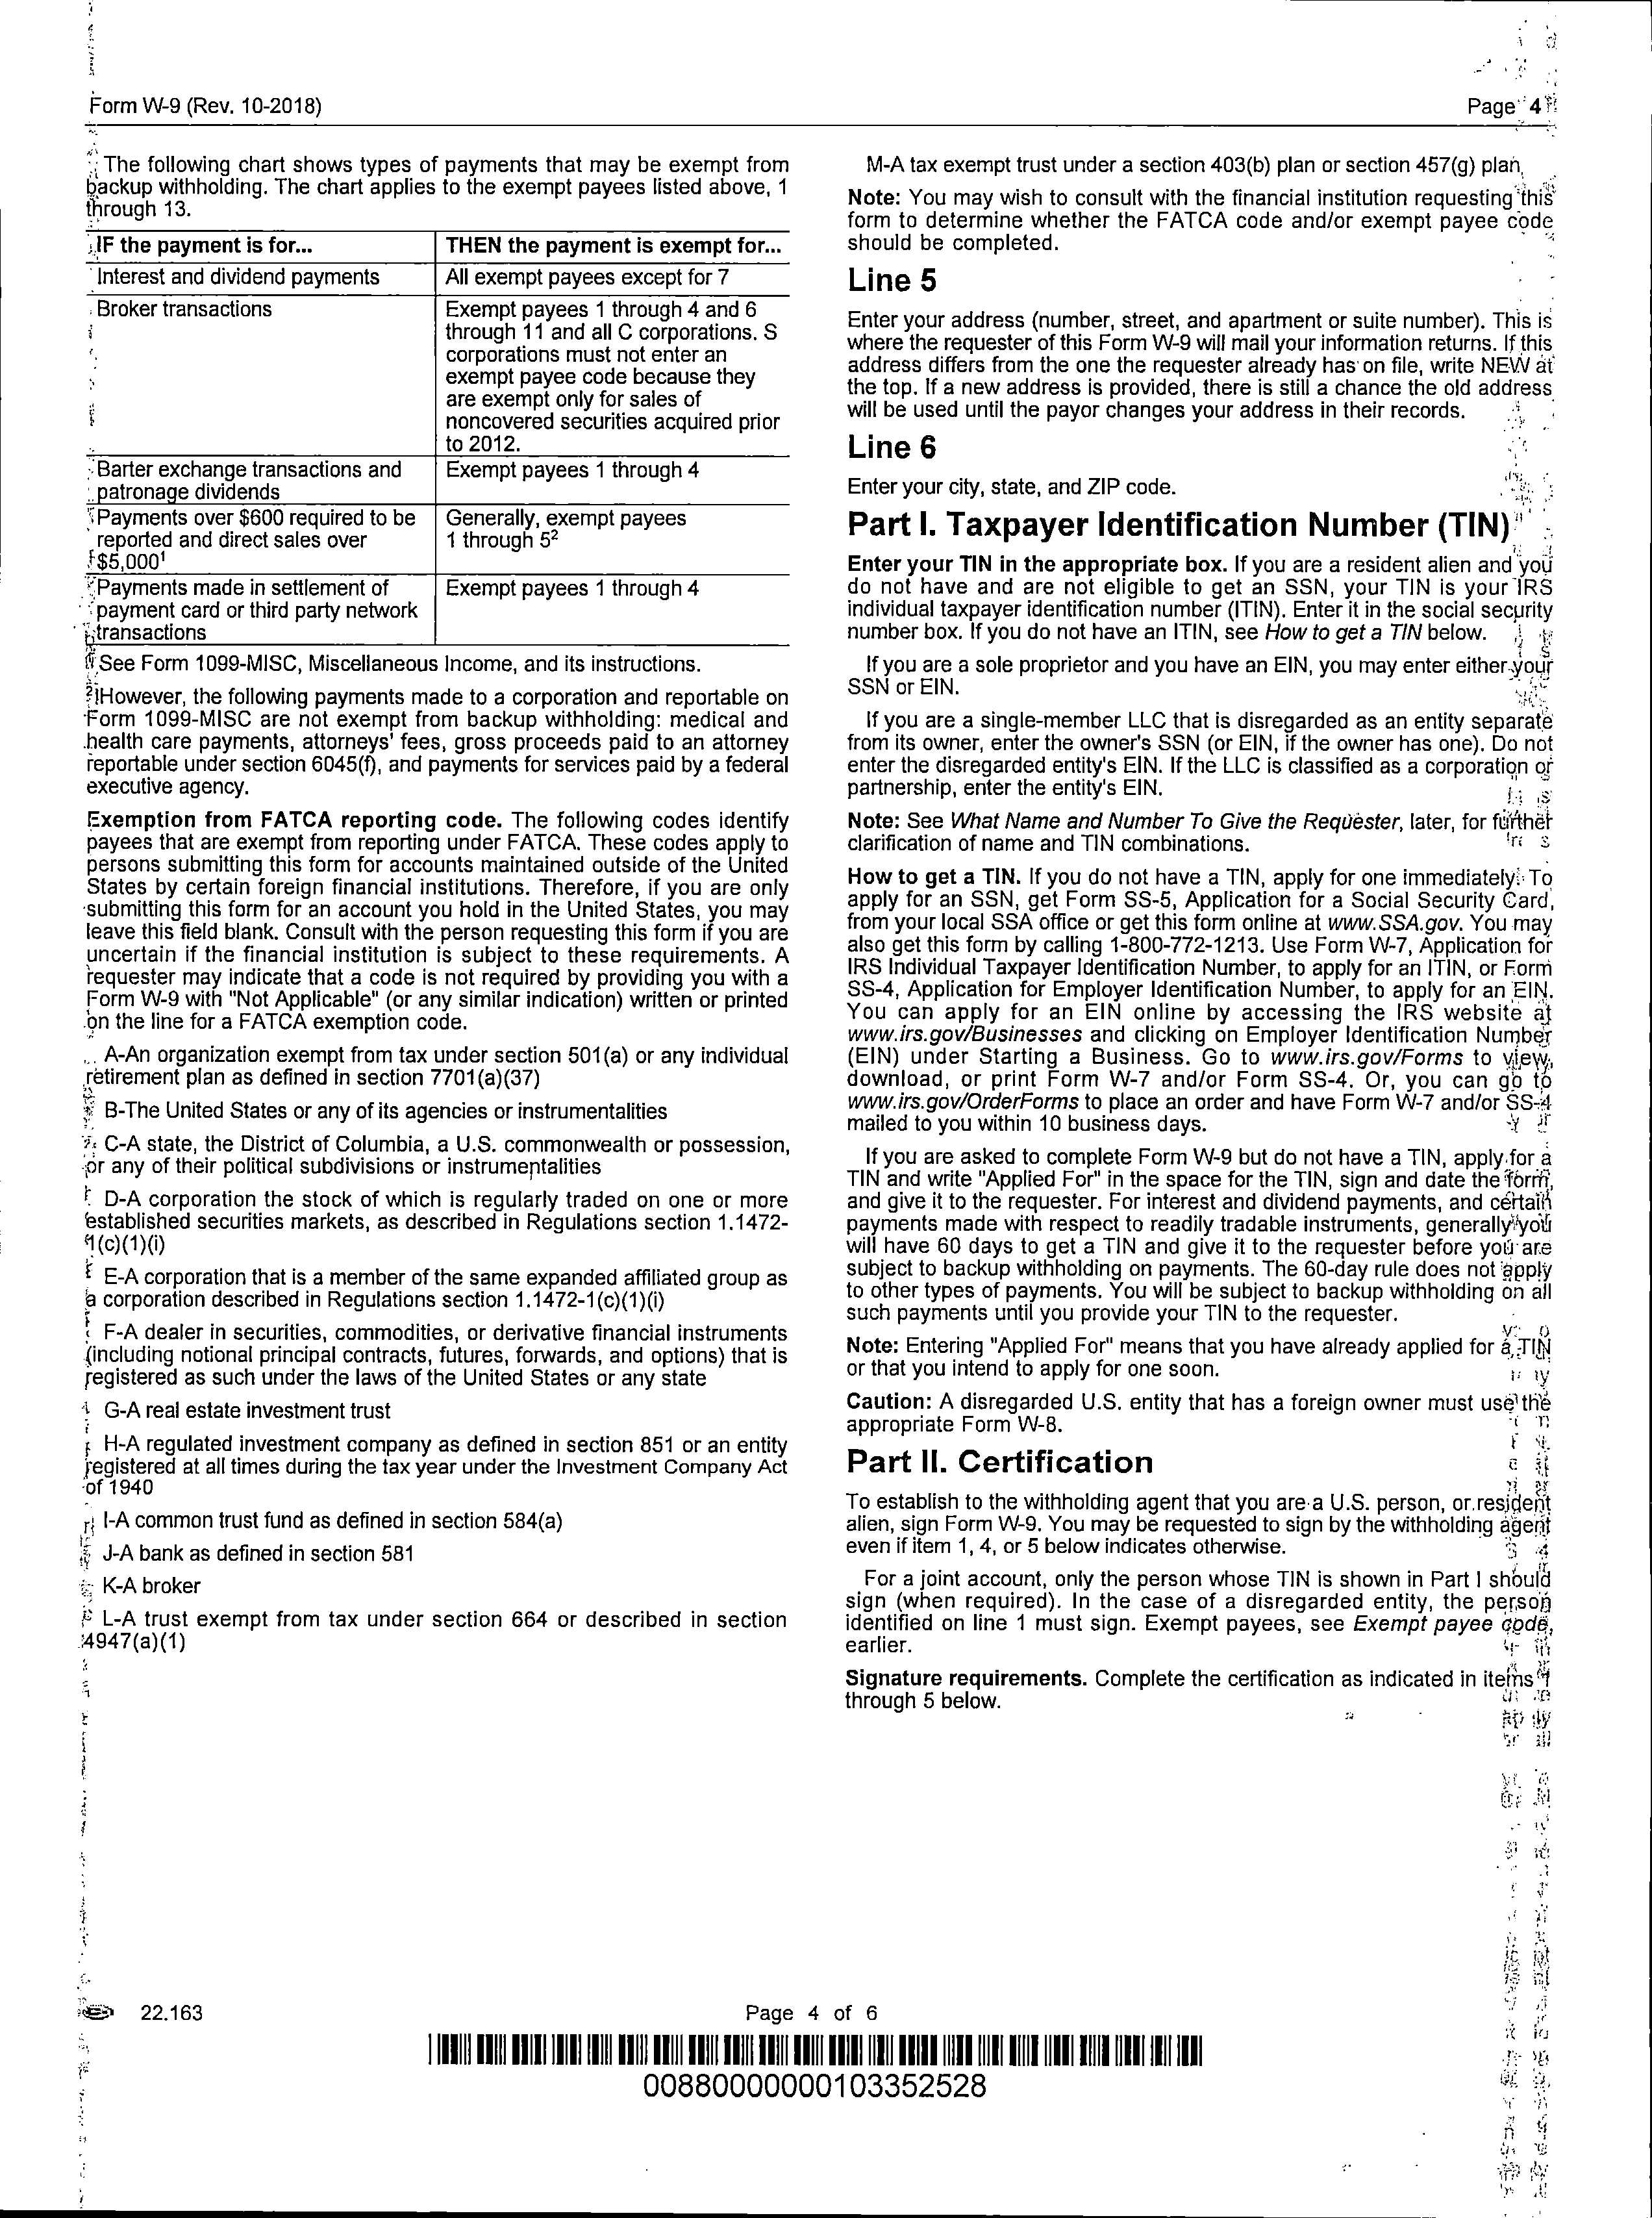 Form W-9 (Rev. 10-2018)
Page 4
The following chart shows types of payments that may be exempt from
backup withholding. The chart applies to the exempt payees listed above, 1
through 13.
IF the payment is for...
THEN the payment is exempt for...
Interest and dividend payments
All exempt payees except for 7
Broker transactions
Exempt payees 1 through 4 and 6
through 11 and all C corporations. S
corporations must not enter an
exempt payee code because they
are exempt only for sales of
noncovered securities acquired prior
to 2012.
Barter exchange transactions and
patronage dividends
Exempt payees 1 through 4
Payments over $600 required to be
reported and direct sales over
$5,000¹
Generally, exempt payees
1 through 5²
Payments made in settlement of
payment card or third party network
transactions
Exempt payees 1 through 4
See Form 1099-MISC, Miscellaneous Income, and its instructions.
² However, the following payments made to a corporation and reportable on
Form 1099-MISC are not exempt from backup withholding: medical and
health care payments, attorneys' fees, gross proceeds paid to an attorney
reportable under section 6045(f), and payments for services paid by a federal
executive agency.
Exemption from FATCA reporting code. The following codes identify
payees that are exempt from reporting under FATCA. These codes apply to
persons submitting this form for accounts maintained outside of the United
States by certain foreign financial institutions. Therefore, if you are only
submitting this form for an account you hold in the United States, you may
leave this field blank. Consult with the person requesting this form if you are
uncertain if the financial institution is subject to these requirements. A
requester may indicate that a code is not required by providing you with a
Form W-9 with "Not Applicable" (or any similar indication) written or printed
on the line for a FATCA exemption code.
A-An organization exempt from tax under section 501(a) or any individual
retirement plan as defined in section 7701(a)(37)
B-The United States or any of its agencies or instrumentalities
C-A state, the District of Columbia, a U.S. commonwealth or possession,
or any of their political subdivisions or instrumentalities
D-A corporation the stock of which is regularly traded on one or more
established securities markets, as described in Regulations section 1.1472-
1(c)(1)(i)
E-A corporation that is a member of the same expanded affiliated group as
a corporation described in Regulations section 1.1472-1(c)(1)(i)
F-A dealer in securities, commodities, or derivative financial instruments
(including notional principal contracts, futures, forwards, and options) that is
registered as such under the laws of the United States or any state
G-A real estate investment trust
H-A regulated investment company as defined in section 851 or an entity
registered at all times during the tax year under the Investment Company Act
of 1940
I-A common trust fund as defined in section 584(a)
J-A bank as defined in section 581
K-A broker
L-A trust exempt from tax under section 664 or described in section
4947(a)(1)
M-A tax exempt trust under a section 403(b) plan or section 457(g) plan
Note: You may wish to consult with the financial institution requesting this
form to determine whether the FATCA code and/or exempt payee code
should be completed.
Line 5
Enter your address (number, street, and apartment or suite number). This is
where the requester of this Form W-9 will mail your information returns. If this
address differs from the one the requester already has on file, write NEW at
the top. If a new address is provided, there is still a chance the old address
will be used until the payor changes your address in their records.
Line 6
Enter your city, state, and ZIP code.
Part I. Taxpayer Identification Number (TIN)
Enter your TIN in the appropriate box. If you are a resident alien and you
do not have and are not eligible to get an SSN, your TIN is your IRS
individual taxpayer identification number (ITIN). Enter it in the social security
number box. If you do not have an ITIN, see How to get a TIN below.
If you are a sole proprietor and you have an EIN, you may enter either your
SSN or EIN.
If you are a single-member LLC that is disregarded as an entity separate
from its owner, enter the owner's SSN (or EIN, if the owner has one). Do not
enter the disregarded entity's EIN. If the LLC is classified as a corporation or
partnership, enter the entity's EIN.
Note: See What Name and Number To Give the Requester, later, for further
clarification of name and TIN combinations.
How to get a TIN. If you do not have a TIN, apply for one immediately. To
apply for an SSN, get Form SS-5, Application for a Social Security Card,
from your local SSA office or get this form online at www.SSA.gov. You may
also get this form by calling 1-800-772-1213. Use Form W-7, Application for
IRS Individual Taxpayer Identification Number, to apply for an ITIN, or Form
SS-4, Application for Employer Identification Number, to apply for an EIN.
You can apply for an EIN online by accessing the IRS website at
www.irs.gov/Businesses and clicking on Employer Identification Number
(EIN) under Starting a Business. Go to www.irs.gov/Forms to view,
download, or print Form W-7 and/or Form SS-4. Or, you can go to
www.irs.gov/OrderForms to place an order and have Form W-7 and/or SS-4
mailed to you within 10 business days.
If you are asked to complete Form W-9 but do not have a TIN, apply for a
TIN and write "Applied For" in the space for the TIN, sign and date the form,
and give it to the requester. For interest and dividend payments, and certain
payments made with respect to readily tradable instruments, generally you
will have 60 days to get a TIN and give it to the requester before you are
subject to backup withholding on payments. The 60-day rule does not apply
to other types of payments. You will be subject to backup withholding on all
such payments until you provide your TIN to the requester.
Note: Entering "Applied For" means that you have already applied for a TIN
or that you intend to apply for one soon.
Caution: A disregarded U.S. entity that has a foreign owner must use the
appropriate Form W-8.
Part II. Certification
To establish to the withholding agent that you are a U.S. person, or resident
alien, sign Form W-9. You may be requested to sign by the withholding agent
even if item 1, 4, or 5 below indicates otherwise.
For a joint account, only the person whose TIN is shown in Part I should
sign (when required). In the case of a disregarded entity, the person
identified on line 1 must sign. Exempt payees, see Exempt payee code,
earlier.
Signature requirements. Complete the certification as indicated in items 1
through 5 below.
22.163
Page 4 of 6
00880000000103352528